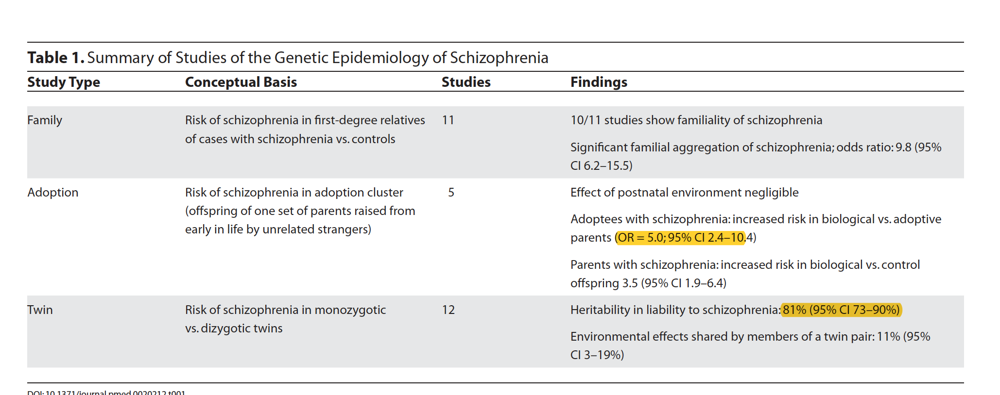 Table 1. Summary of Studies of the Genetic Epidemiology of Schizophrenia
Study Type Conceptual Basis Studies Findings
Family Risk of schizophrenia in first-degree relatives 11 10/11 studies show familiality of schizophrenia
of cases with schizophrenia vs. controls
Significant familial aggregation of schizophrenia; odds ratio: 9.8 (95%
CI 6.2–15.5)
Adoption Risk of schizophrenia in adoption cluster 5 Effect of postnatal environment negligible
(offspring of one set of parents raised from
early in life by unrelated strangers)
Adoptees with schizophrenia: increased risk in biological vs. adoptive
parents (OR = 5.0; 95% CI 2.4–10.4)
Parents with schizophrenia: increased risk in biological vs. control
offspring 3.5 (95% CI 1.9–6.4)
Twin Risk of schizophrenia in monozygotic 12 Heritability in liability to schizophrenia: 81% (95% CI 73–90%)
vs. dizygotic twins
Environmental effects shared by members of a twin pair: 11% (95%
CI 3–19%)
DOI: 10.1371/journal.pmed.0020212.t001